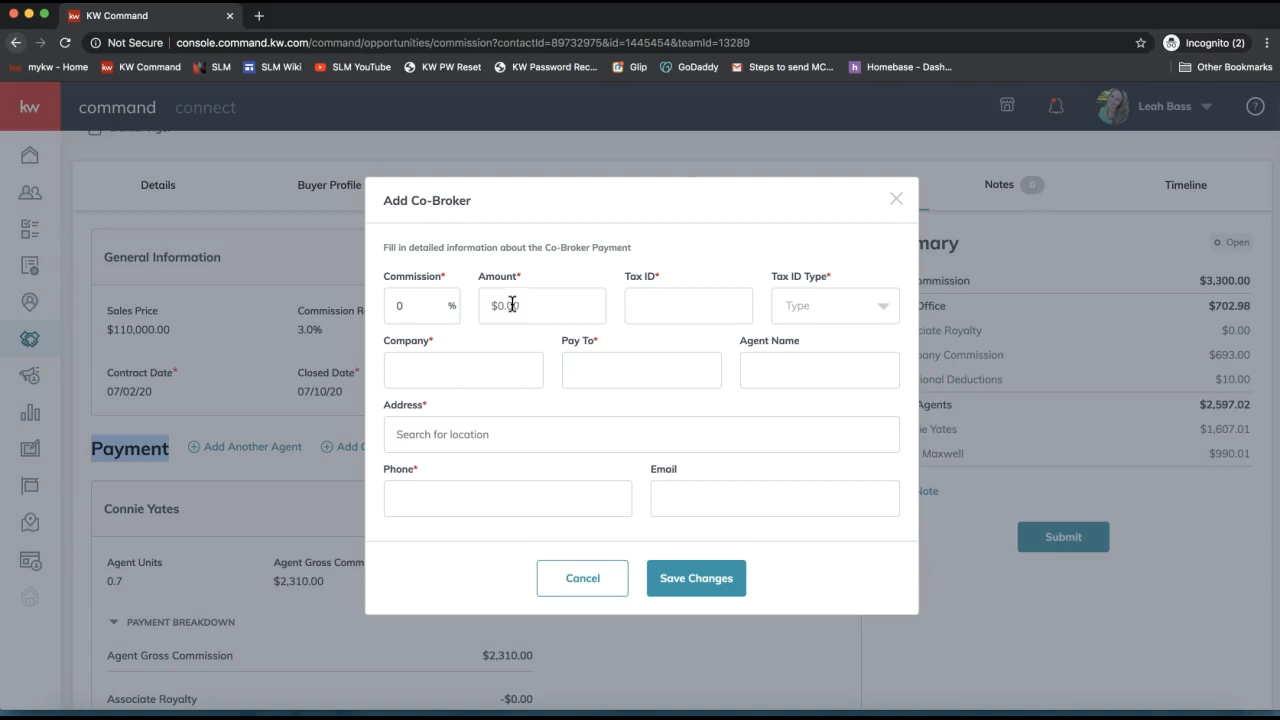 KW Command
Not Secure console.command.kw.com/command/opportunities/commission?contactId=89732975&id=1445454&teamId=13289 Incognito (2)
mykw - Home KW Command SLM SLM Wiki SLM YouTube KW PW Reset KW Password Rec... Glip GoDaddy Steps to send MC... Homebase - Dash... Other Bookmarks
kw command connect Leah Bass ?
Details Buyer Profile Notes 0 Timeline
Add Co-Broker
General Information
mary Open
Fill in detailed information about the Co-Broker Payment
Commission* Amount* Tax ID* Tax ID Type*
0 % $0.00 Type
Sales Price Commission R
$110,000.00 3.0%
Contract Date* Closed Date*
07/02/20 07/10/20
ommission $3,300.00
Office $702.98
ciate Royalty $0.00
pany Commission $693.00
ional Deductions $10.00
Agents $2,597.02
ie Yates $1,607.01
Maxwell $990.01
Note
Submit
Company* Pay To* Agent Name
Address*
Search for location
Phone* Email
Cancel Save Changes
Payment Add Another Agent Add C
Connie Yates
Agent Units Agent Gross Comm
0.7 $2,310.00
PAYMENT BREAKDOWN
Agent Gross Commission $2,310.00
Associate Royalty -$0.00